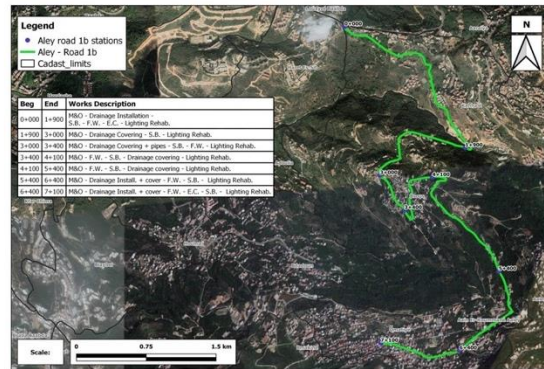 Legend
Aley road 1b stations
Aley - Road 1b
Cadast_limits
N
Beg End Works Description
0+000 1+900 M&O - Drainage Installation -
S.B. - F.W. - E.C. - Lighting Rehab.
1+900 3+000 M&O - Drainage Covering - S.B. - Lighting Rehab.
3+000 3+400 M&O - Drainage Covering + pipes - S.B. - F.W. - Lighting Rehab.
3+400 4+100 M&O - F.W. - S.B. - Drainage covering - Lighting Rehab.
4+100 5+400 M&O - S.B. - Drainage covering - Lighting Rehab.
5+400 6+400 M&O - Drainage Install. + cover - F.W. - S.B. - Lighting Rehab.
6+400 7+100 M&O - Drainage Install. + cover - F.W. - E.C. - S.B. - Lighting Rehab.
0+000
1+900
3+000
4+100
3+400
5+400
7+100
6+400
Scale:
0 0.75 1.5 km